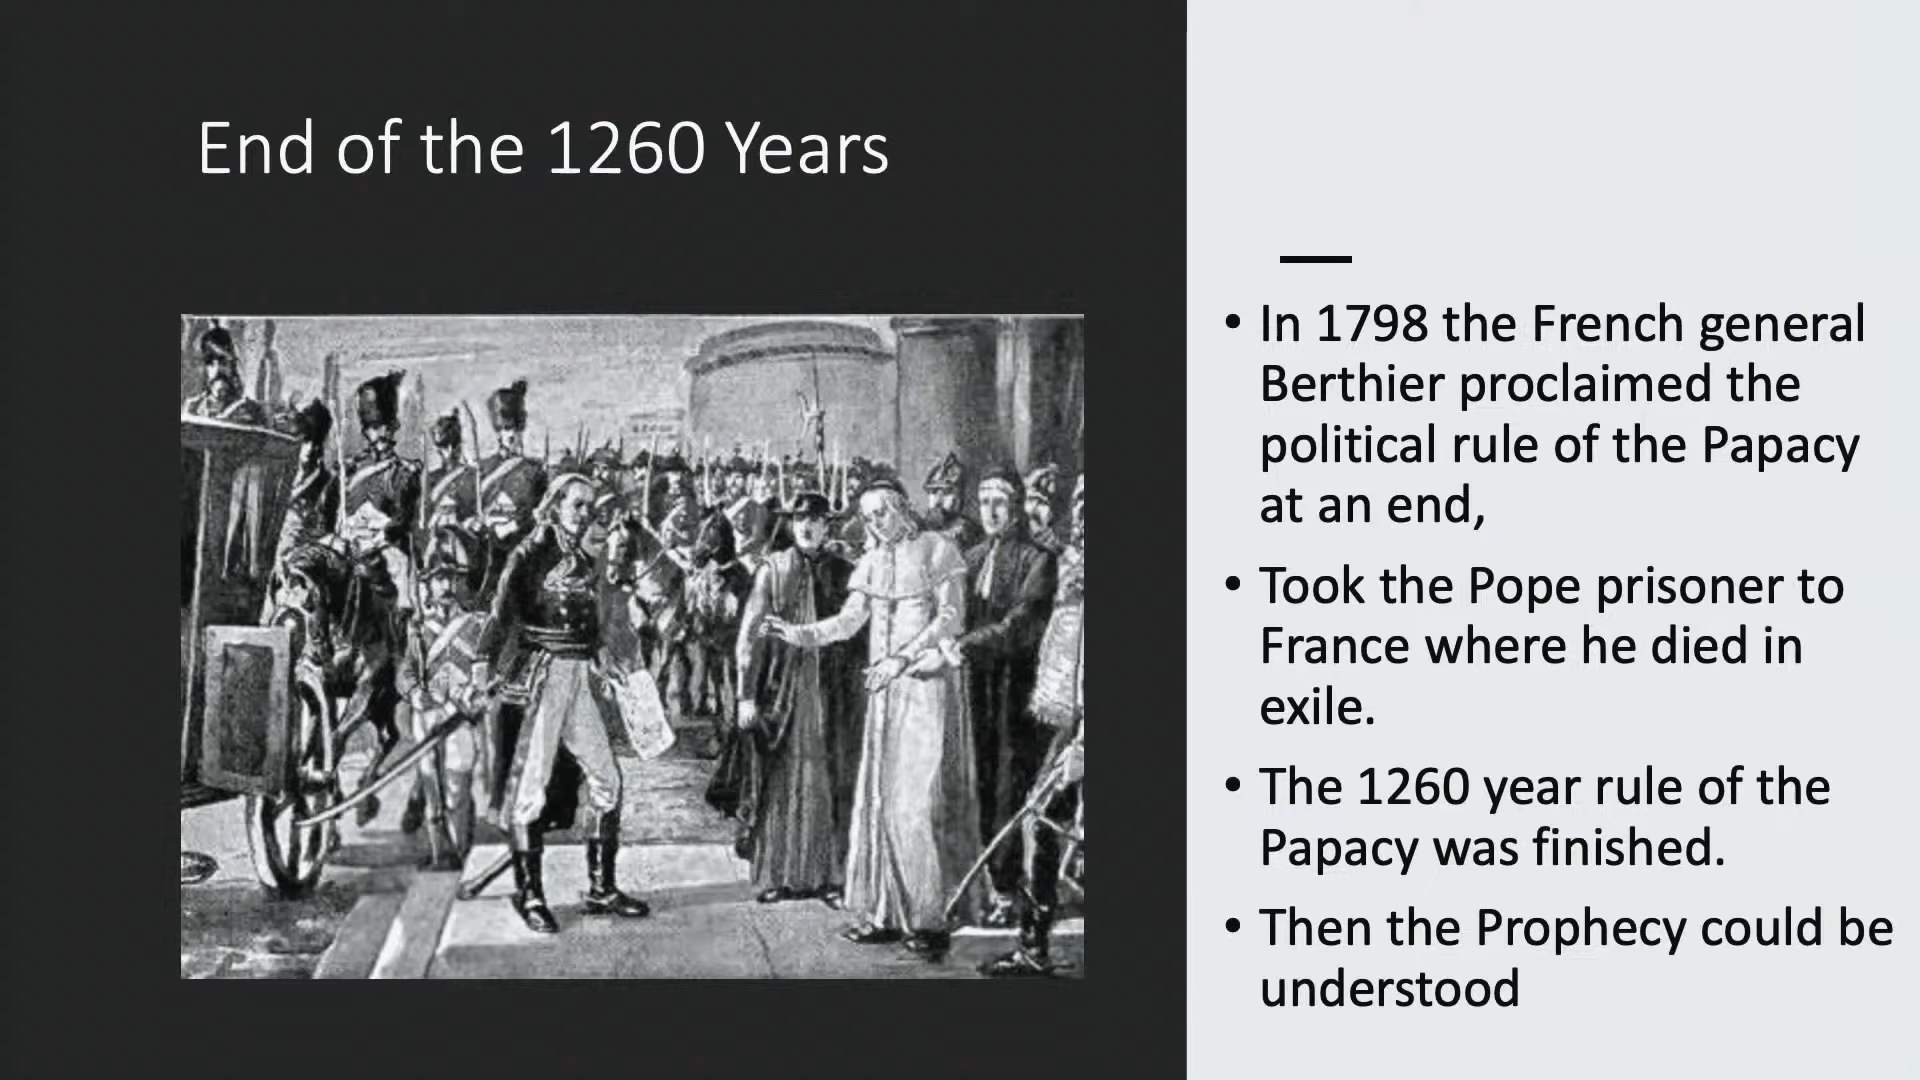 End of the 1260 Years
• In 1798 the French general
Berthier proclaimed the
political rule of the Papacy
at an end,
• Took the Pope prisoner to
France where he died in
exile.
• The 1260 year rule of the
Papacy was finished.
• Then the Prophecy could be
understood